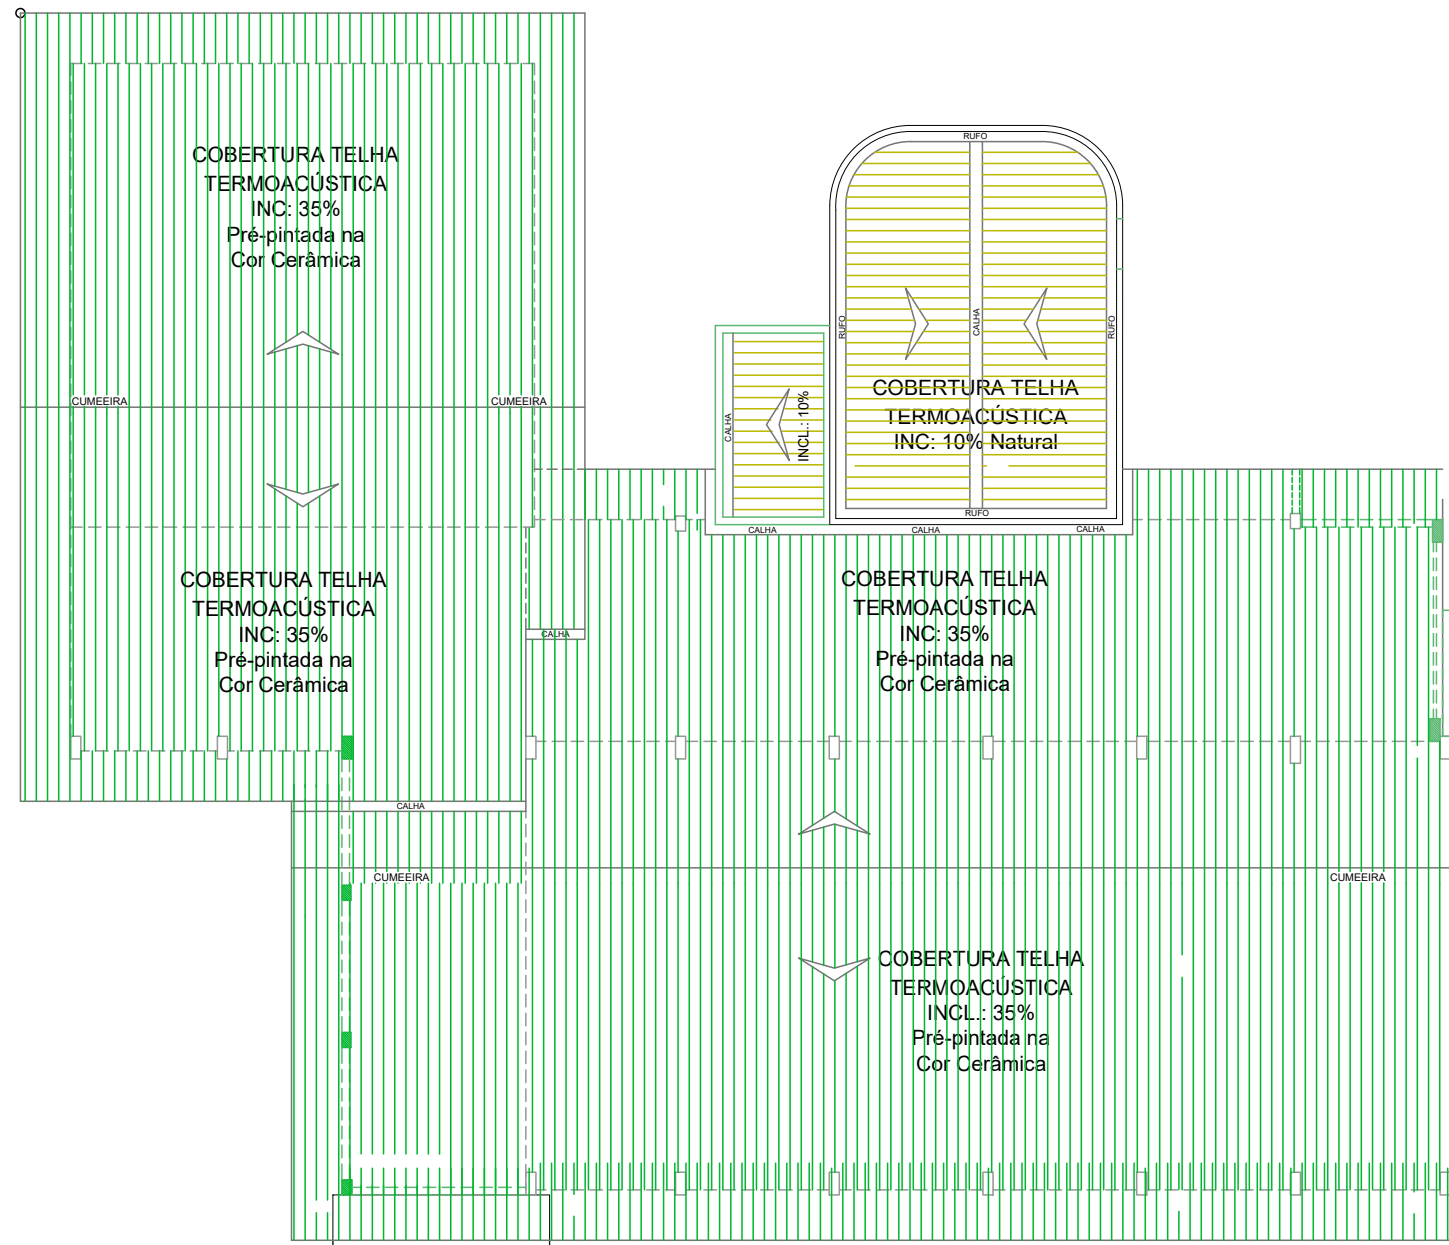 RUFO
COBERTURA TELHA
TERMOACÚSTICA
INC: 35%
Pré-pintada na
Cor Cerâmica
RUFO
CALHA
RUFO
COBERTURA TELHA
TERMOACÚSTICA
INC: 10% Natural
CUMEEIRA
CUMEEIRA
CALHA
INCL.: 10%
RUFO
CALHA
CALHA
CALHA
COBERTURA TELHA
TERMOACÚSTICA
INC: 35%
Pré-pintada na
Cor Cerâmica
CALHA
COBERTURA TELHA
TERMOACÚSTICA
INC: 35%
Pré-pintada na
Cor Cerâmica
CALHA
CUMEEIRA
CUMEEIRA
COBERTURA TELHA
TERMOACÚSTICA
INCL.: 35%
Pré-pintada na
Cor Cerâmica